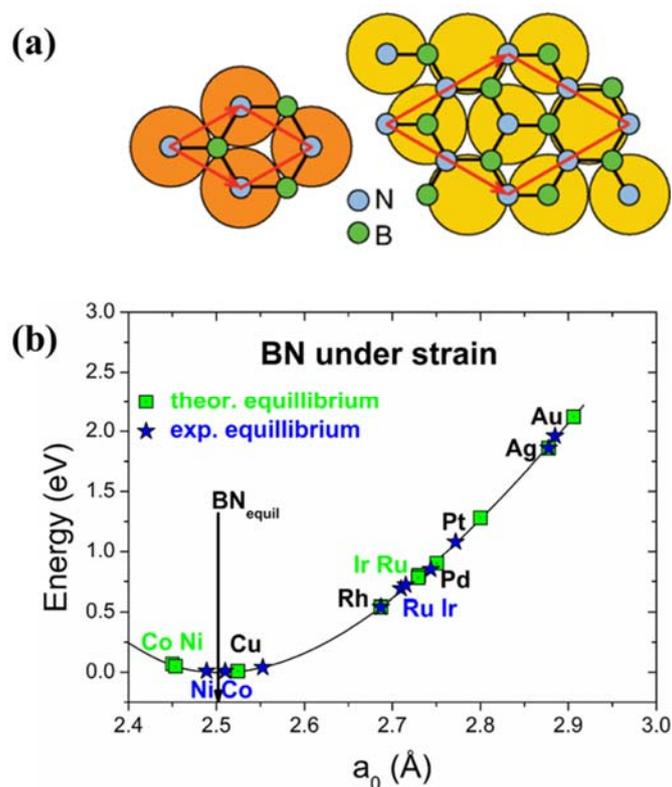 (a)
N
B
(b)
BN under strain
theor. equillibrium
exp. equillibrium
BNequil
Au
Ag
Pt
Ir Ru
Pd
Rh
Ru Ir
Co Ni
Cu
Ni Co
Energy (eV)
3.0
2.5
2.0
1.5
1.0
0.5
0.0
2.4 2.5 2.6 2.7 2.8 2.9 3.0
a0 (Å)